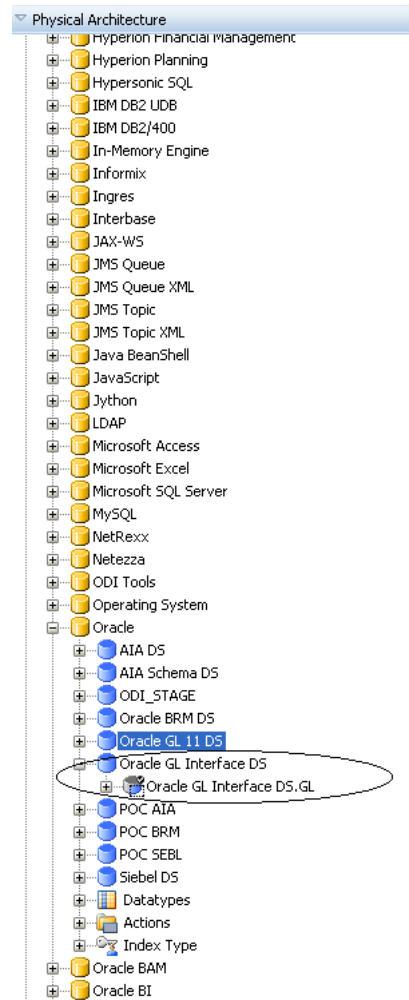 Physical Architecture
Hyperion Financial Management
Hyperion Planning
Hypersonic SQL
IBM DB2 UDB
IBM DB2/400
In-Memory Engine
Informix
Ingres
Interbase
JAX-WS
JMS Queue
JMS Queue XML
JMS Topic
JMS Topic XML
Java BeanShell
JavaScript
Jython
LDAP
Microsoft Access
Microsoft Excel
Microsoft SQL Server
MySQL
NetRexx
Netezza
ODI Tools
Operating System
Oracle
AIA DS
AIA Schema DS
ODI_STAGE
Oracle BRM DS
Oracle GL 11 DS
Oracle GL Interface DS
Oracle GL Interface DS.GL
POC AIA
POC BRM
POC SEBL
Siebel DS
Datatypes
Actions
Index Type
Oracle BAM
Oracle BI